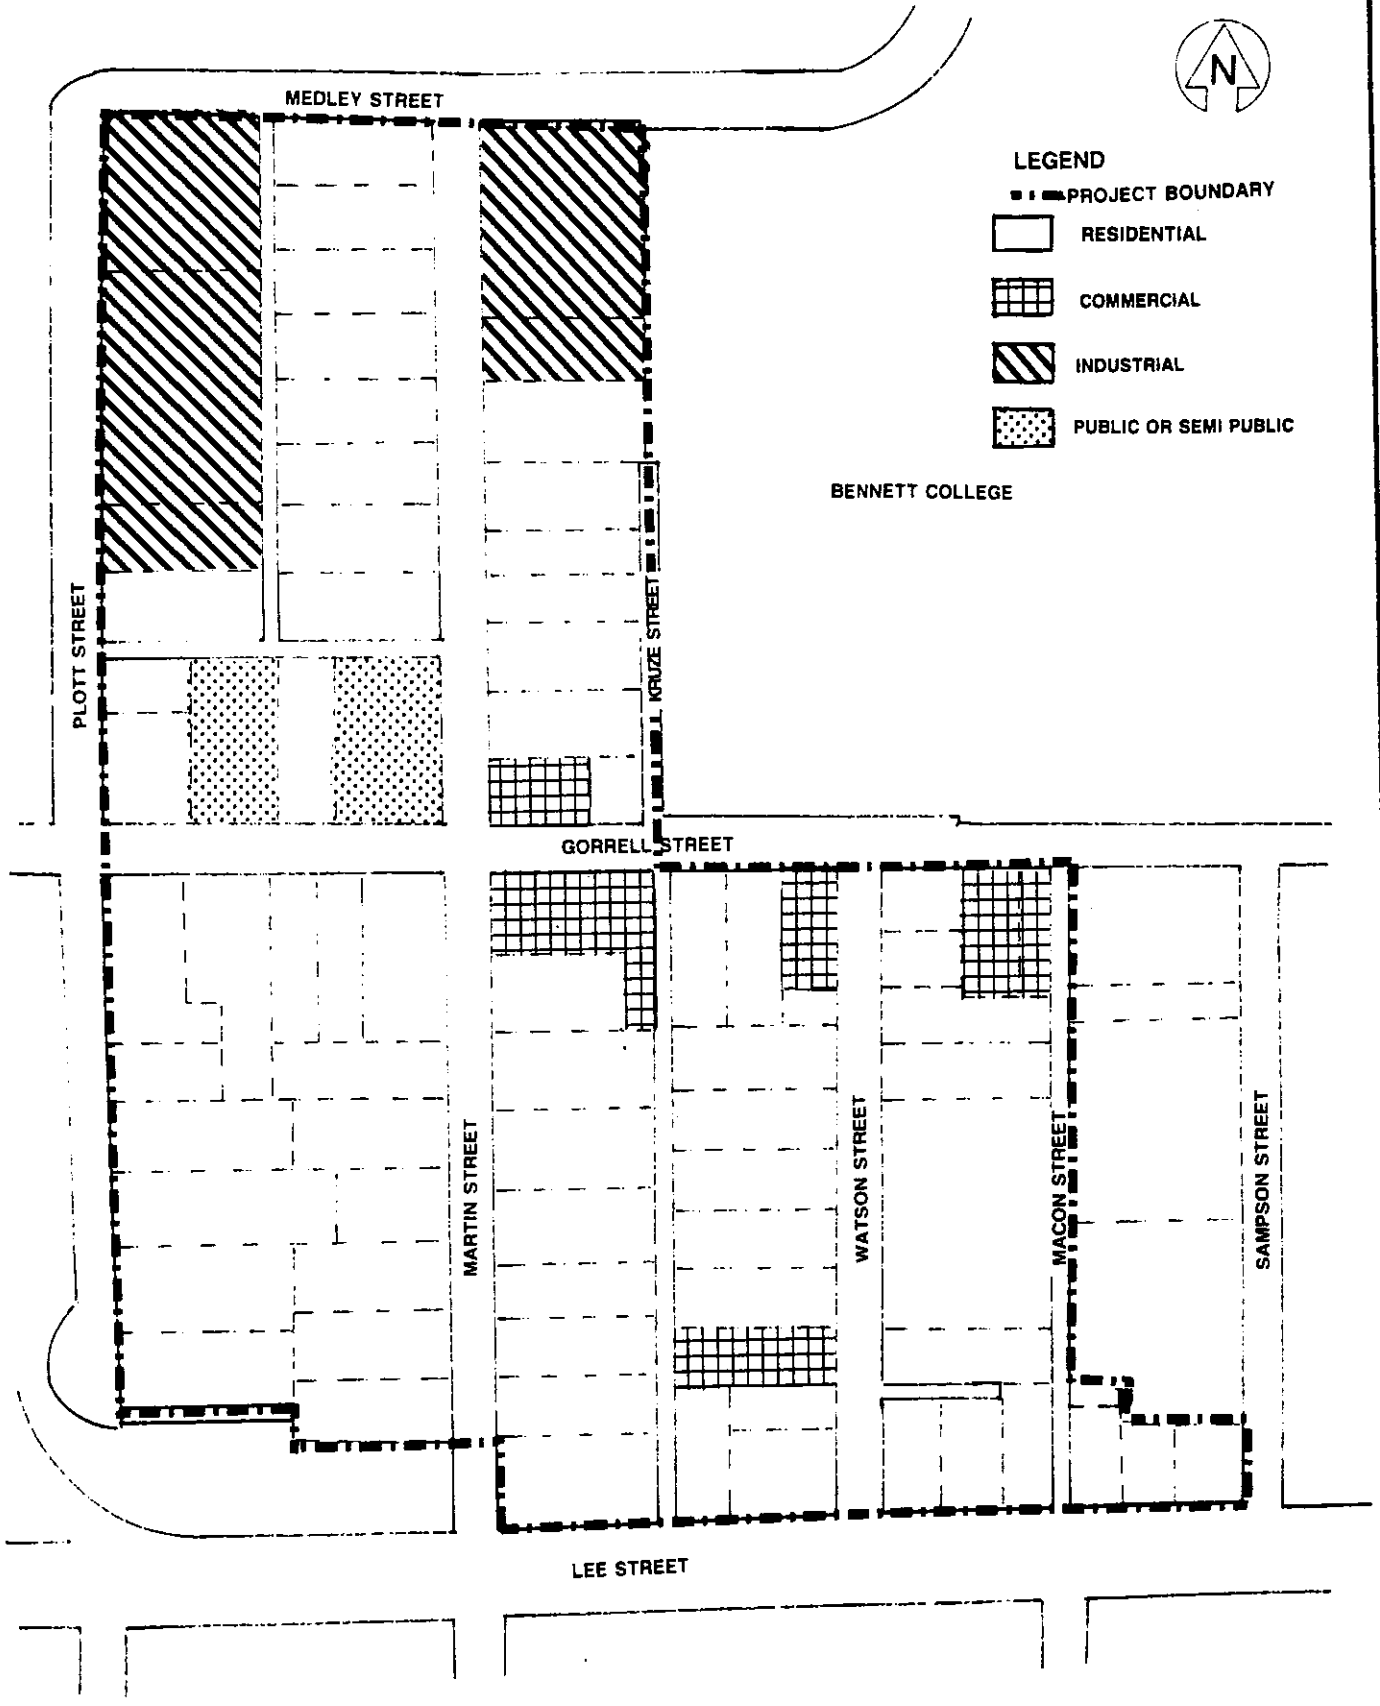 MEDLEY STREET
N
LEGEND
PROJECT BOUNDARY
RESIDENTIAL
COMMERCIAL
INDUSTRIAL
PUBLIC OR SEMI PUBLIC
BENNETT COLLEGE
PLOTT STREET
KRUZE STREET
GORRELL STREET
MARTIN STREET
WATSON STREET
MACON STREET
SAMPSON STREET
LEE STREET